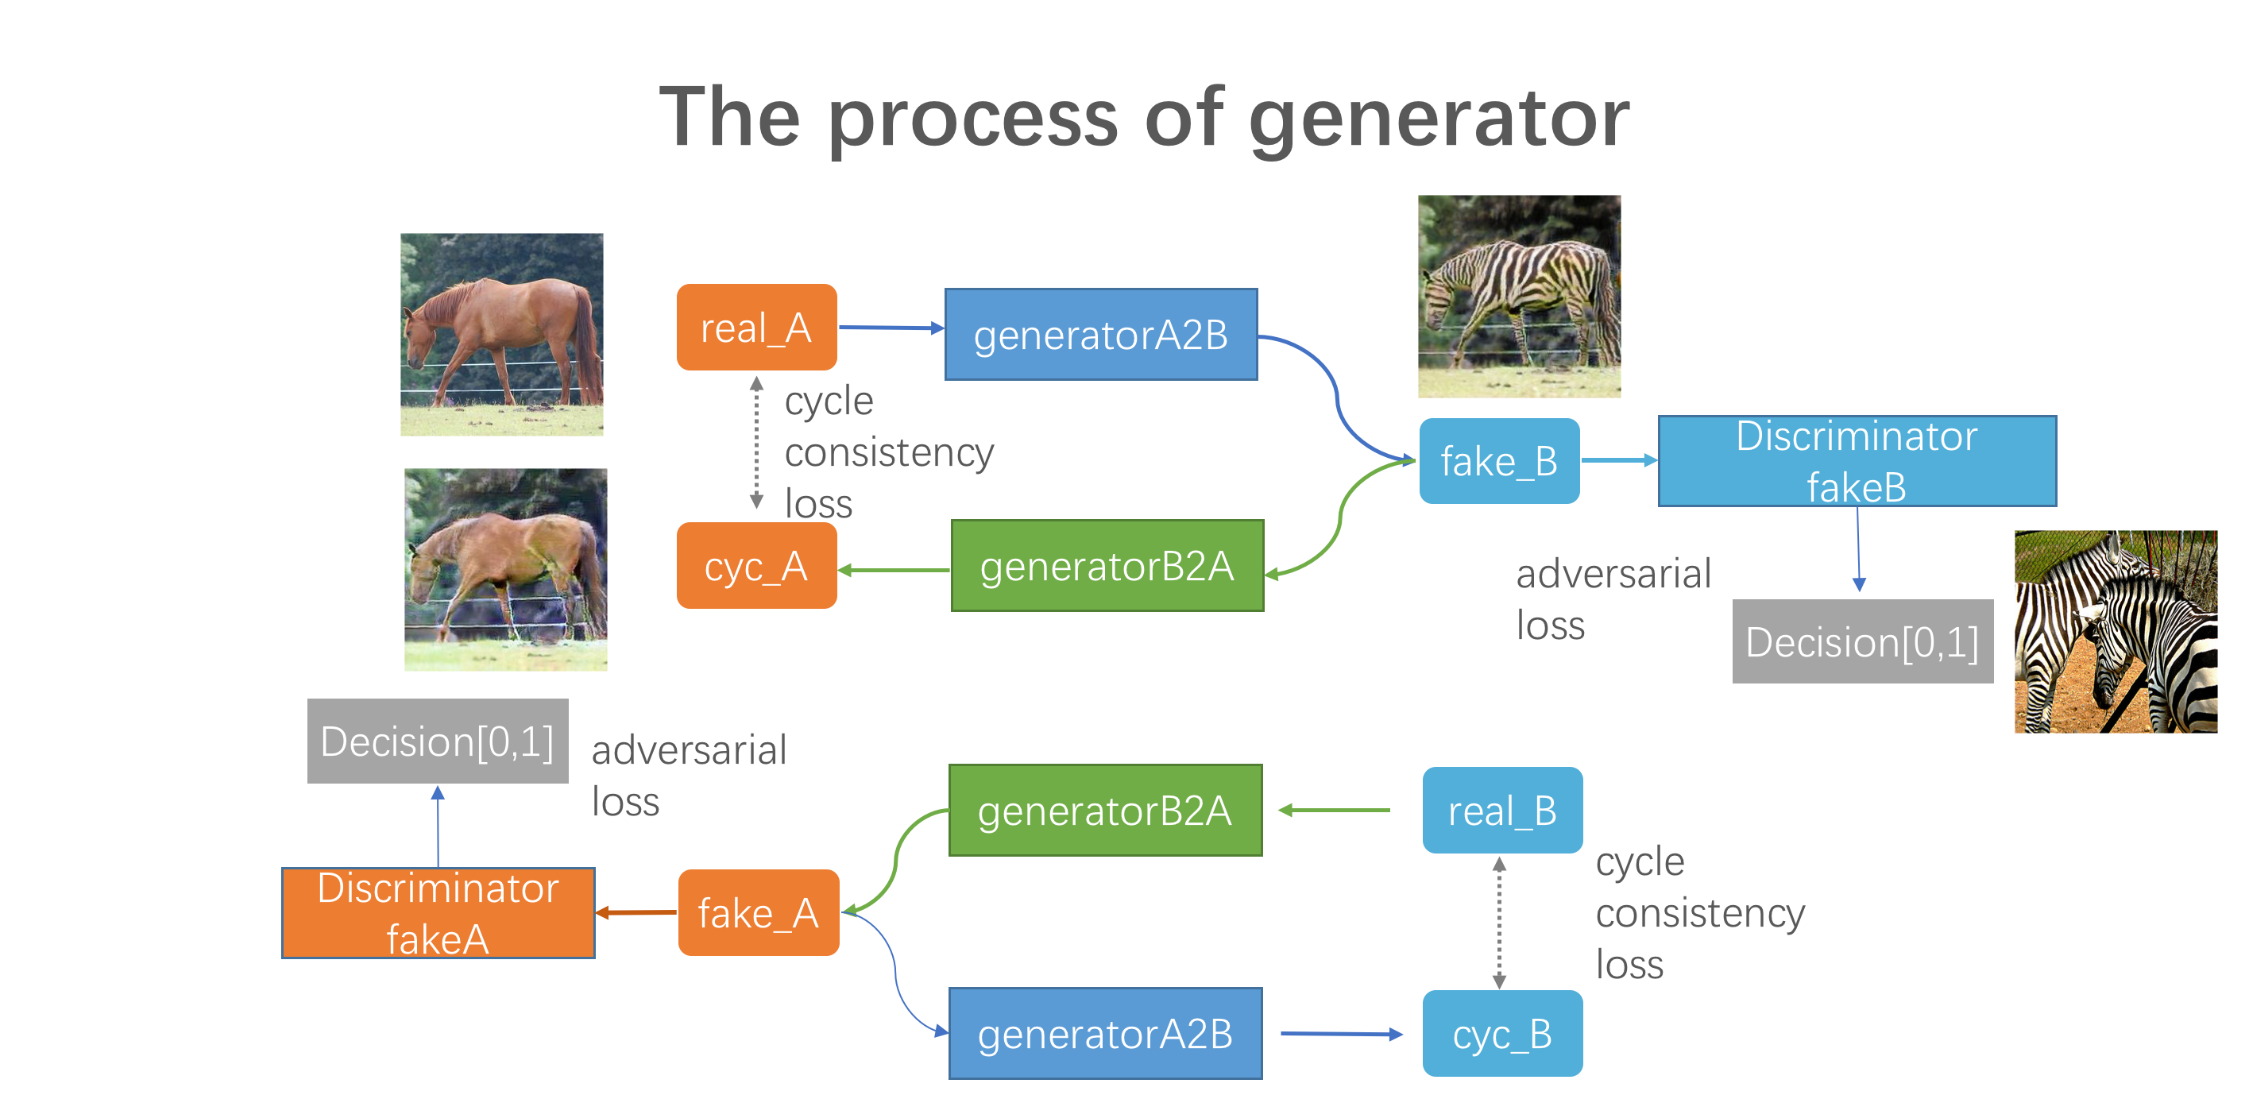 The process of generator
real_A
generatorA2B
cycle
consistency
loss
fake_B
Discriminator
fakeB
cyc_A
generatorB2A
adversarial
loss
Decision[0,1]
Decision[0,1]
adversarial
loss
generatorB2A
real_B
Discriminator
fakeA
fake_A
cycle
consistency
loss
generatorA2B
cyc_B